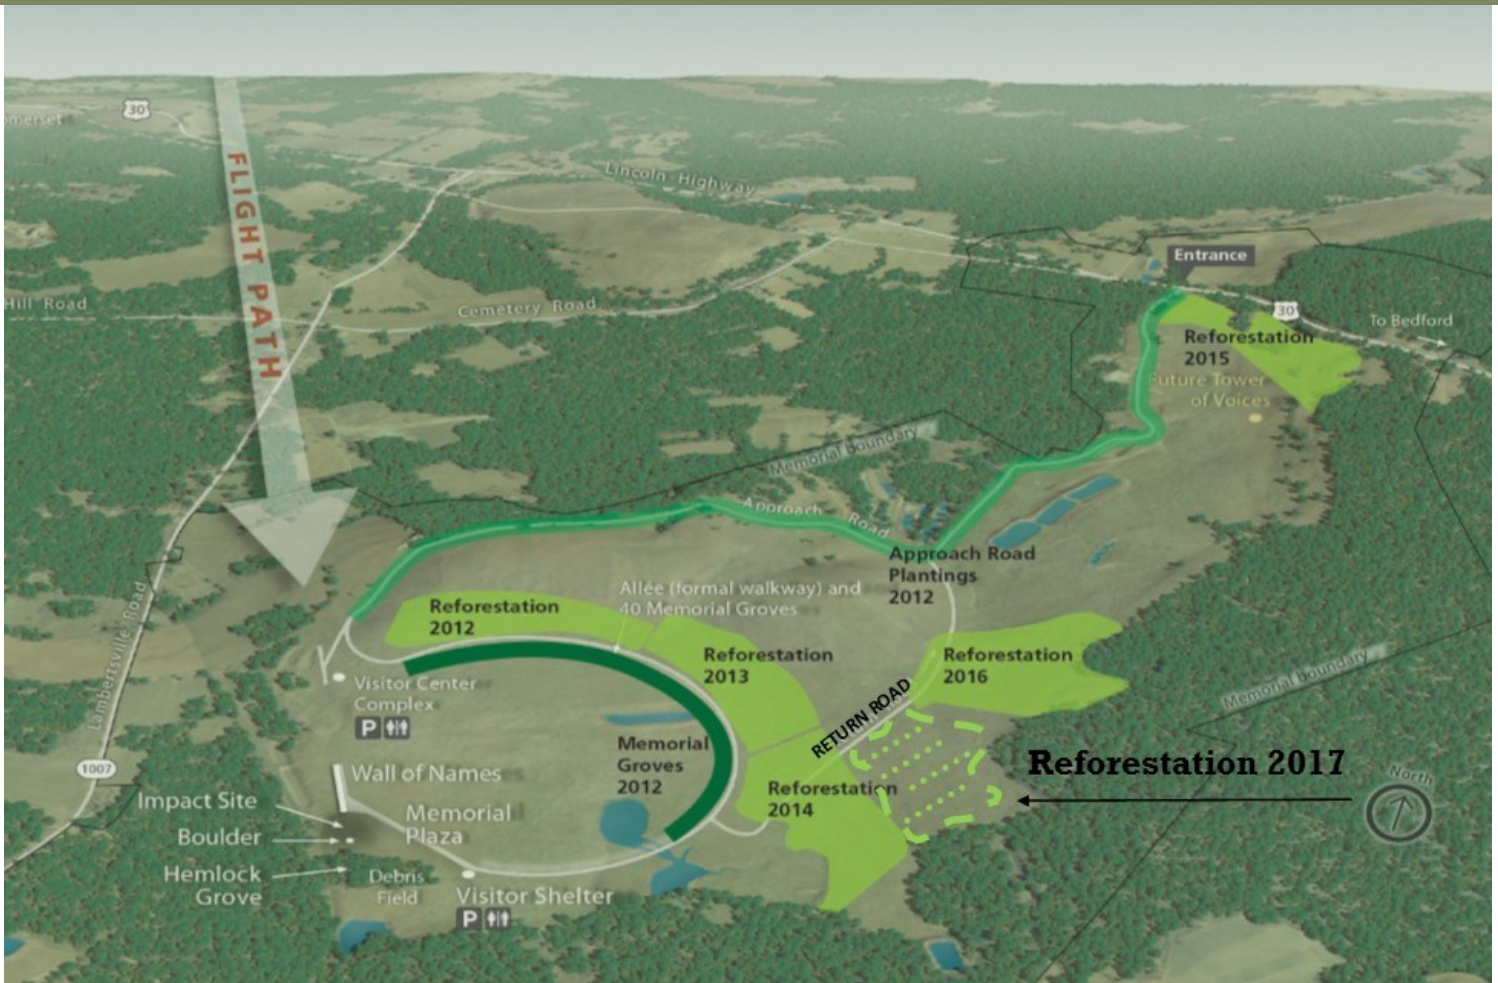 30
omerset
FLIGHT PATH
Lincoln Highway
Entrance
Hill Road
Cemetery Road
30
To Bedford
Reforestation
2015
Future Tower
of Voices
Memorial Boundary
Approach Road
Approach Road
Plantings
2012
Allée (formal walkway) and
40 Memorial Groves
Reforestation
2012
Reforestation
2013
Reforestation
2016
Lambertsville Road
Visitor Center
Complex
P
Memorial Boundary
RETURN ROAD
Memorial
Groves
2012
Reforestation 2017
North
1007
Wall of Names
Reforestation
2014
Impact Site
Memorial
Plaza
Boulder
Hemlock
Grove
Debris
Field
Visitor Shelter
P